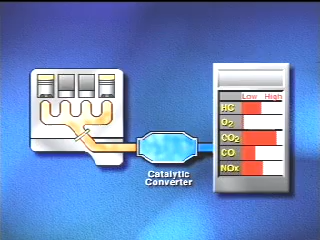 Low High
HC
O2
CO2
CO
NOx
Catalytic
Converter